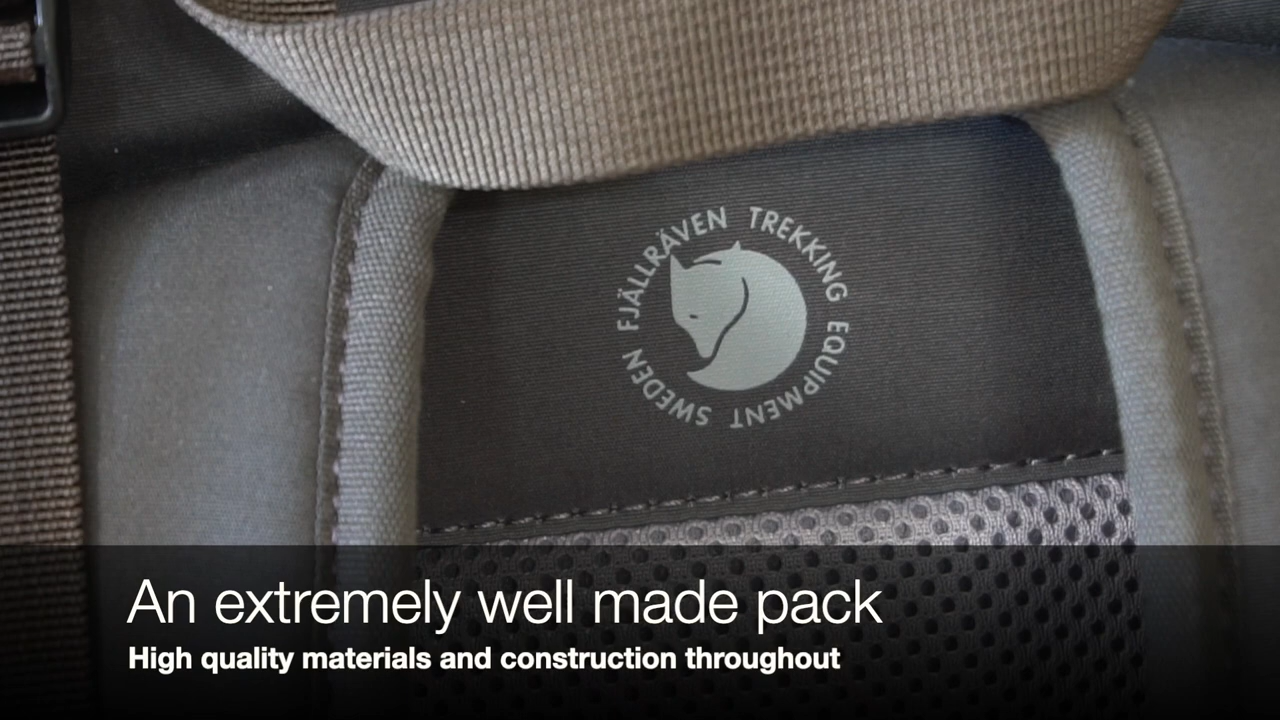 FJÄLLRÄVEN TREKKING EQUIPMENT SWEDEN
An extremely well made pack
High quality materials and construction throughout